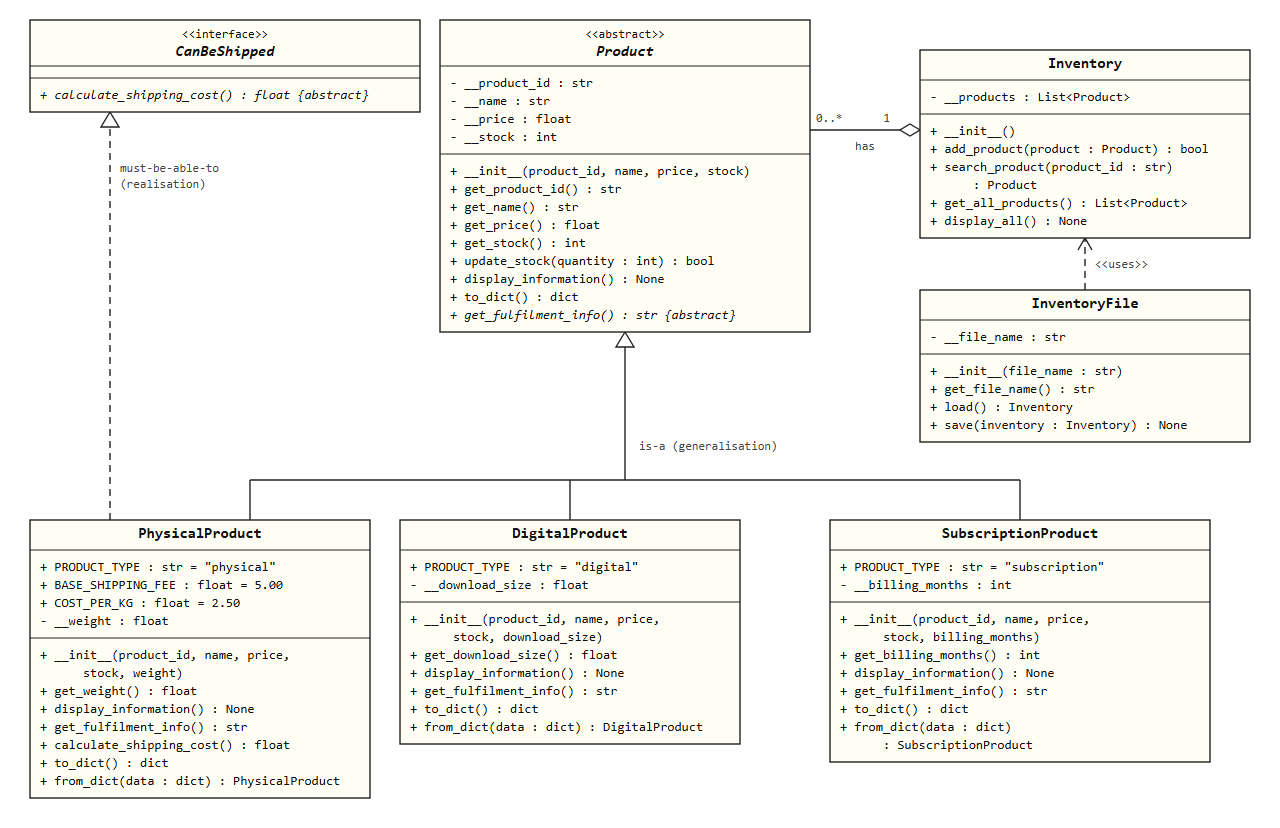 <<interface>>
CanBeShipped
+ calculate_shipping_cost() : float {abstract}
must-be-able-to
(realisation)
<<abstract>>
Product
- __product_id : str
- __name : str
- __price : float
- __stock : int
+ __init__(product_id, name, price, stock)
+ get_product_id() : str
+ get_name() : str
+ get_price() : float
+ get_stock() : int
+ update_stock(quantity : int) : bool
+ display_information() : None
+ to_dict() : dict
+ get_fulfilment_info() : str {abstract}
0..* 1
has
Inventory
- __products : List<Product>
+ __init__()
+ add_product(product : Product) : bool
+ search_product(product_id : str)
: Product
+ get_all_products() : List<Product>
+ display_all() : None
<<uses>>
InventoryFile
- __file_name : str
+ __init__(file_name : str)
+ get_file_name() : str
+ load() : Inventory
+ save(inventory : Inventory) : None
is-a (generalisation)
PhysicalProduct
+ PRODUCT_TYPE : str = "physical"
+ BASE_SHIPPING_FEE : float = 5.00
+ COST_PER_KG : float = 2.50
- __weight : float
+ __init__(product_id, name, price,
stock, weight)
+ get_weight() : float
+ display_information() : None
+ get_fulfilment_info() : str
+ calculate_shipping_cost() : float
+ to_dict() : dict
+ from_dict(data : dict) : PhysicalProduct
DigitalProduct
+ PRODUCT_TYPE : str = "digital"
- __download_size : float
+ __init__(product_id, name, price,
stock, download_size)
+ get_download_size() : float
+ display_information() : None
+ get_fulfilment_info() : str
+ to_dict() : dict
+ from_dict(data : dict) : DigitalProduct
SubscriptionProduct
+ PRODUCT_TYPE : str = "subscription"
- __billing_months : int
+ __init__(product_id, name, price,
stock, billing_months)
+ get_billing_months() : int
+ display_information() : None
+ get_fulfilment_info() : str
+ to_dict() : dict
+ from_dict(data : dict)
: SubscriptionProduct